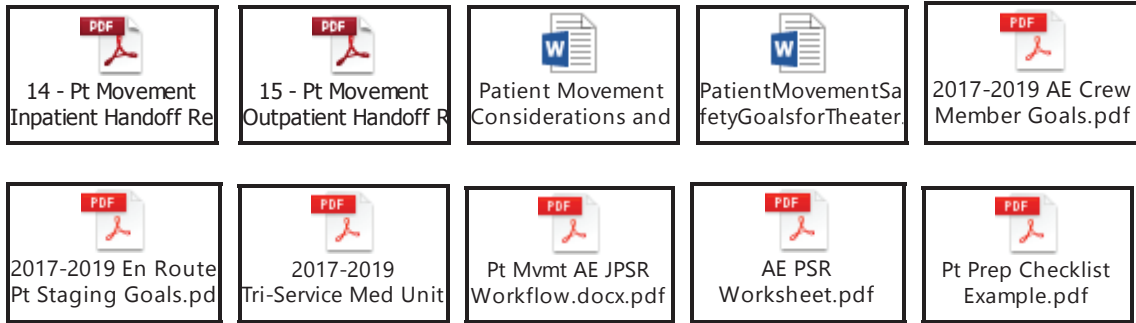 PDF
14 - Pt Movement
Inpatient Handoff Re
PDF
15 - Pt Movement
Outpatient Handoff R
W
Patient Movement
Considerations and
W
PatientMovementSa
fetyGoalsforTheater.
PDF
2017-2019 AE Crew
Member Goals.pdf
PDF
2017-2019 En Route
Pt Staging Goals.pd
PDF
2017-2019
Tri-Service Med Unit
PDF
Pt Mvmt AE JPSR
Workflow.docx.pdf
PDF
AE PSR
Worksheet.pdf
PDF
Pt Prep Checklist
Example.pdf